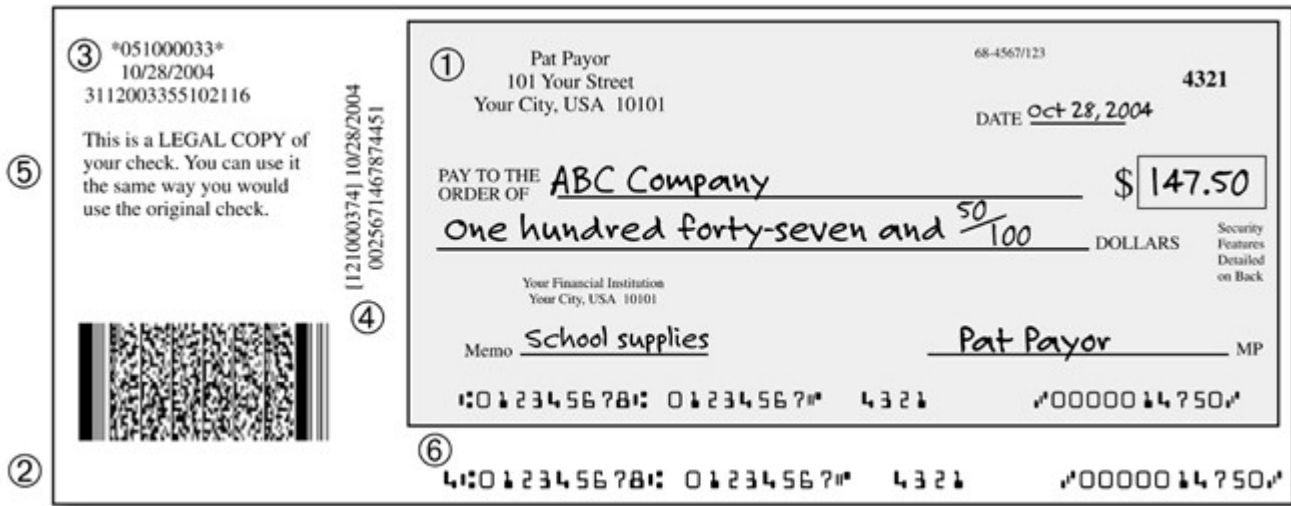 ③ *051000033*
10/28/2004
3112003355102116
⑤ This is a LEGAL COPY of
your check. You can use it
the same way you would
use the original check.
②
[121000374] 10/28/2004
00256714678 74451
④
① Pat Payor
101 Your Street
Your City, USA 10101
68-4567/123
4321
DATE Oct 28, 2004
PAY TO THE
ORDER OF ABC Company $ 147.50
One hundred forty-seven and 50/100 DOLLARS
Security
Features
Detailed
on Back
Your Financial Institution
Your City, USA 10101
Memo School supplies Pat Payor MP
⑆012345678⑆ 01234567⑈ 4321 ⑇0000014750⑇
⑥
4⑆012345678⑆ 01234567⑈ 4321 ⑇0000014750⑇